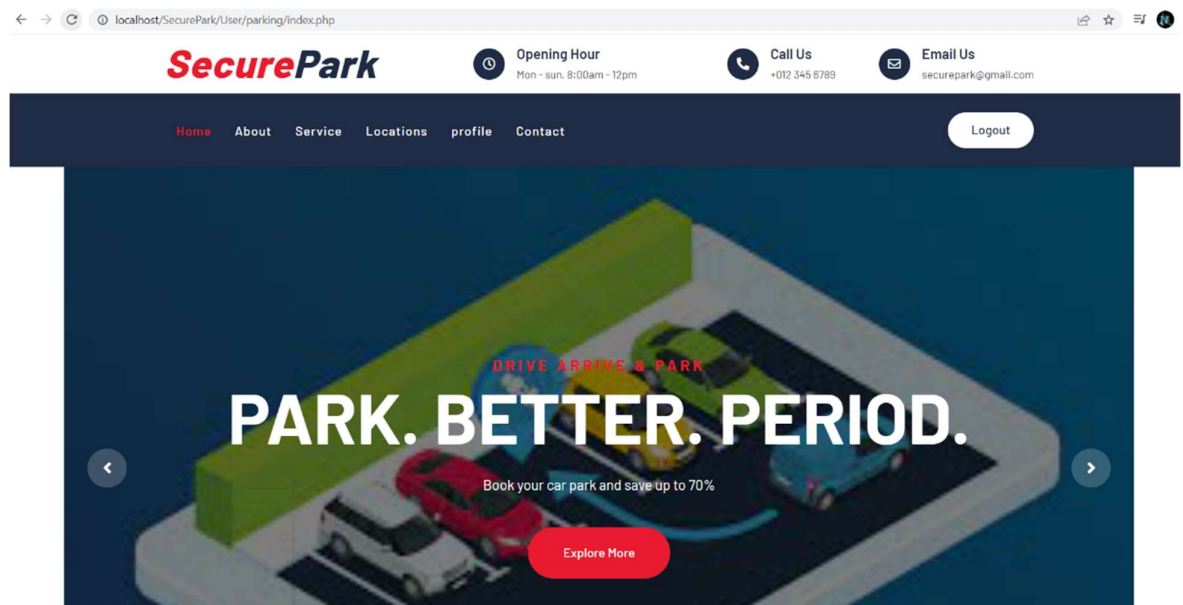 localhost/SecurePark/User/parking/index.php
SecurePark
Opening Hour
Mon - sun, 8:00am - 12pm
Call Us
+012 345 6789
Email Us
securepark@gmail.com
Home About Service Locations profile Contact Logout
DRIVE ARRIVE & PARK
PARK. BETTER. PERIOD.
Book your car park and save up to 70%
Explore More